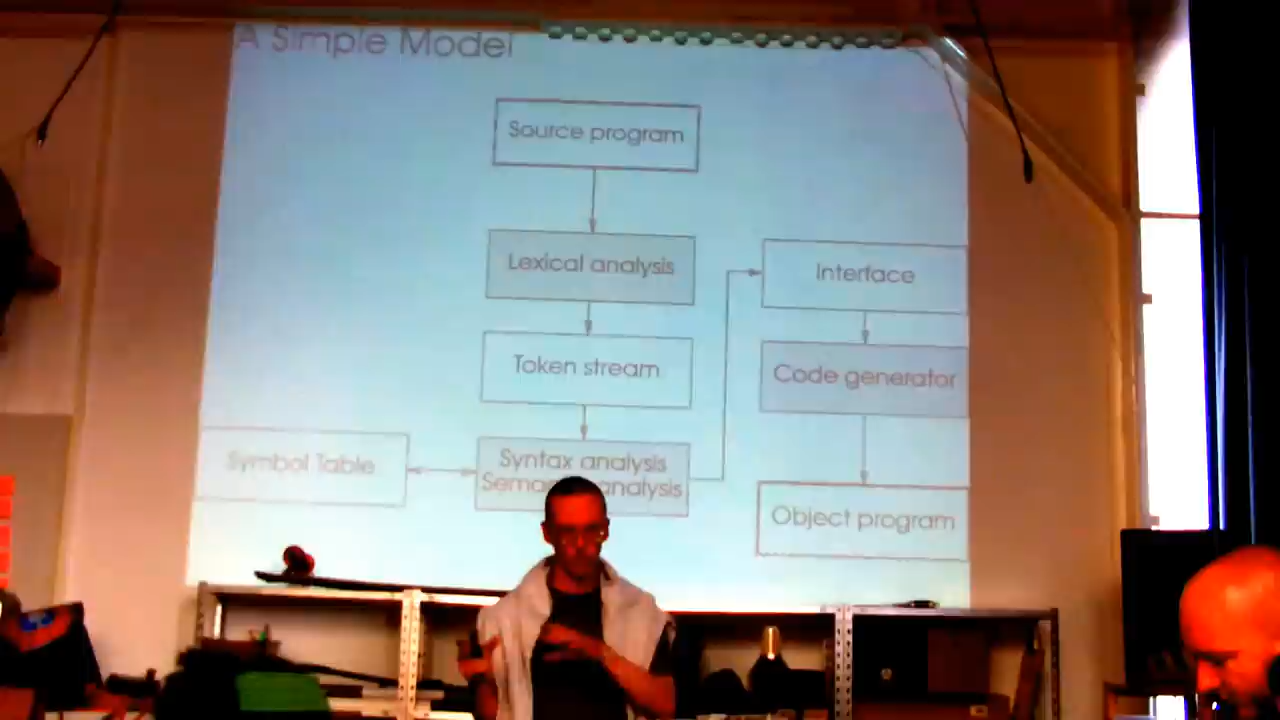 A Simple Model
Source program
Lexical analysis
Token stream
Symbol Table
Syntax analysis
analysis
Interface
Code generator
Object program